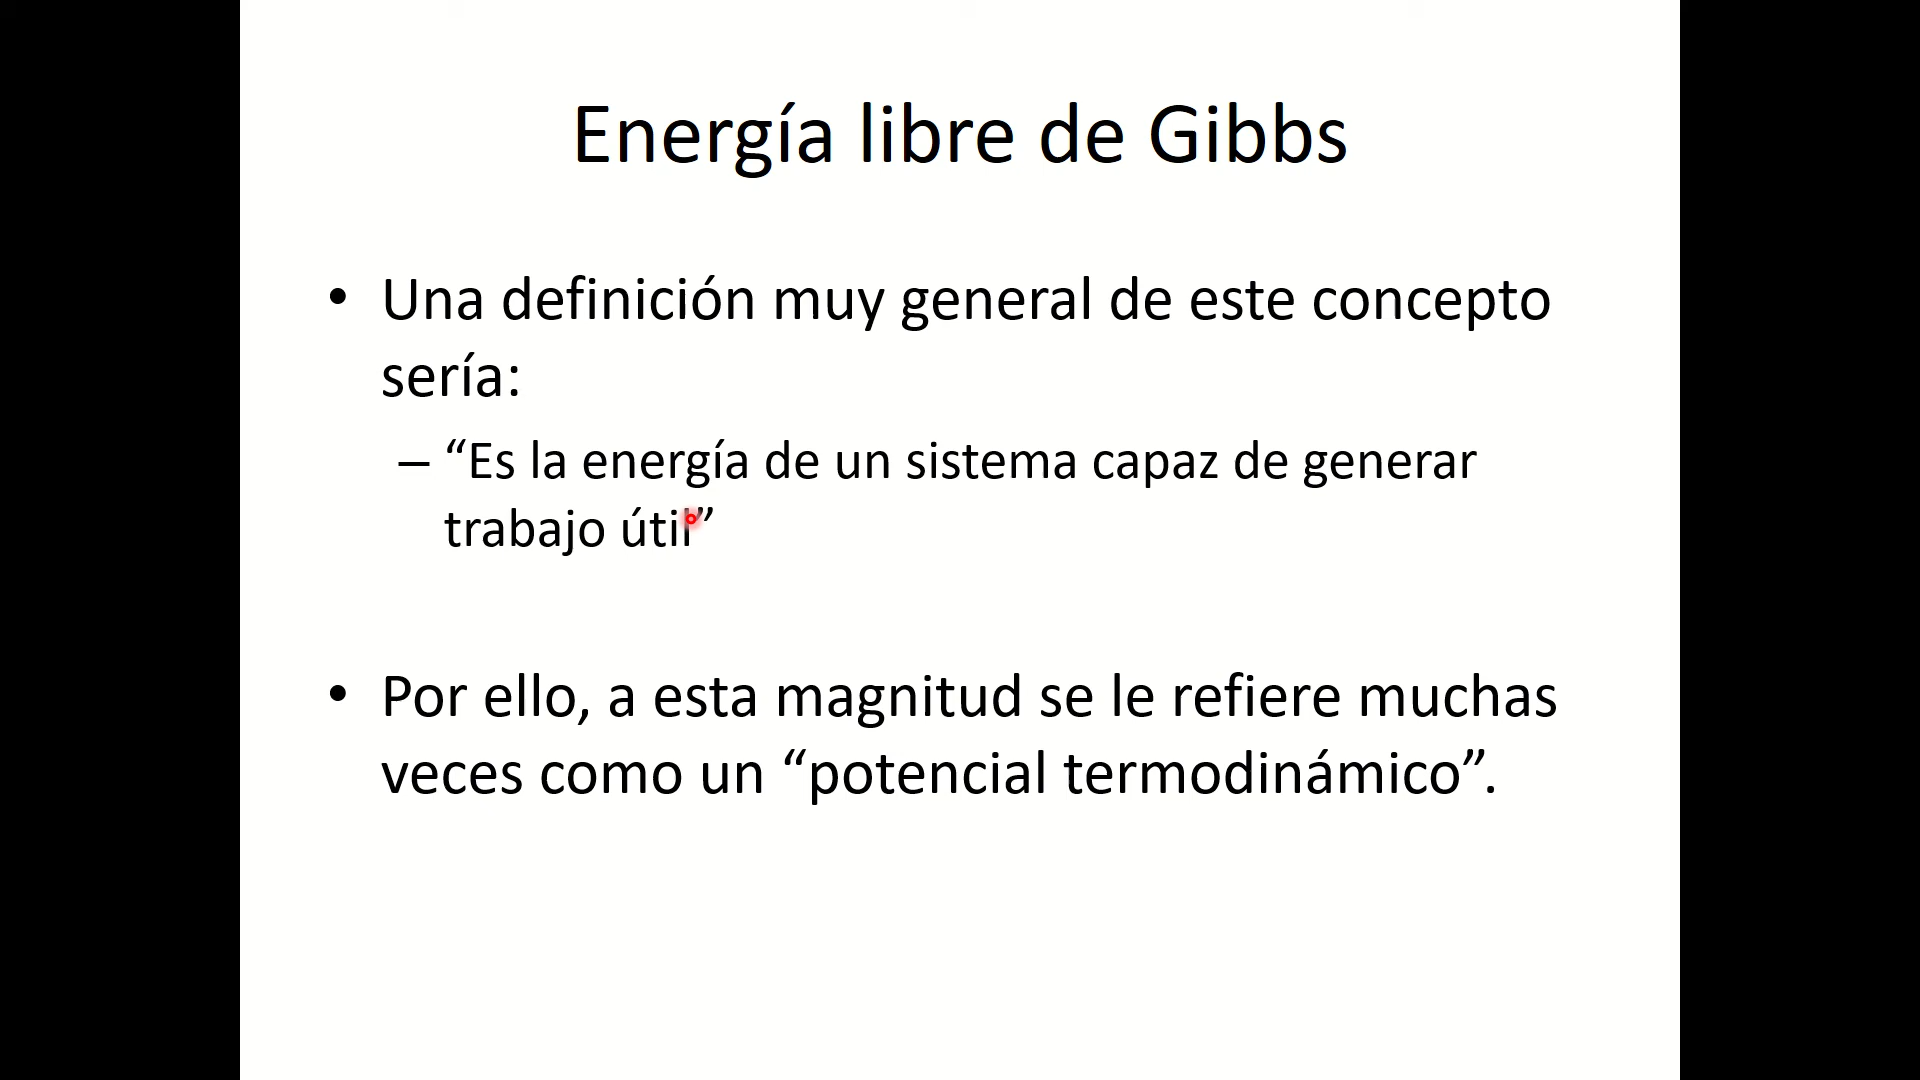 Energía libre de Gibbs
• Una definición muy general de este concepto
sería:
– “Es la energía de un sistema capaz de generar
trabajo útil”
• Por ello, a esta magnitud se le refiere muchas
veces como un “potencial termodinámico”.